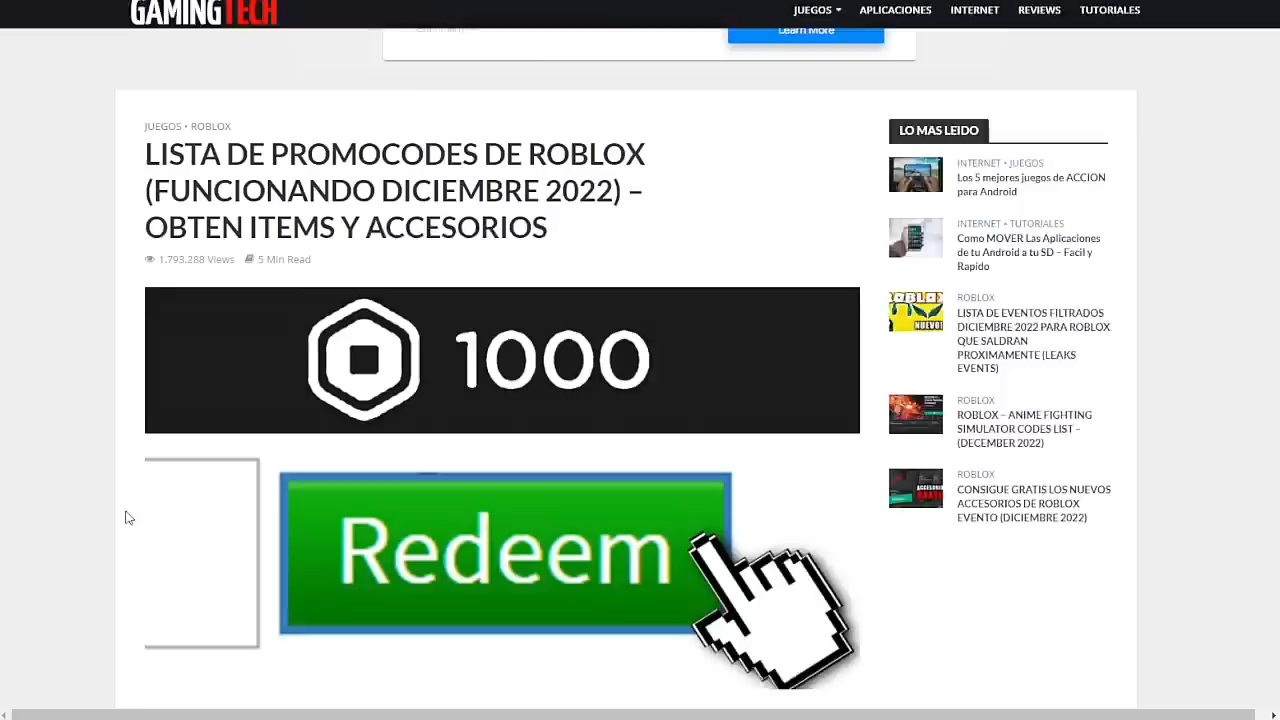 GAMINGTECH
JUEGOS
APLICACIONES
INTERNET
REVIEWS
TUTORIALES
Learn More
JUEGOS • ROBLOX
LISTA DE PROMOCODES DE ROBLOX
(FUNCIONANDO DICIEMBRE 2022) –
OBTEN ITEMS Y ACCESORIOS
1.793.288 Views
5 Min Read
1000
Redeem
LO MAS LEIDO
INTERNET • JUEGOS
Los 5 mejores juegos de ACCION
para Android
INTERNET • TUTORIALES
Como MOVER Las Aplicaciones
de tu Android a tu SD – Facil y
Rapido
ROBLOX
LISTA DE EVENTOS FILTRADOS
DICIEMBRE 2022 PARA ROBLOX
QUE SALDRAN
PROXIMAMENTE (LEAKS
EVENTS)
ROBLOX
ROBLOX – ANIME FIGHTING
SIMULATOR CODES LIST –
(DECEMBER 2022)
ROBLOX
CONSIGUE GRATIS LOS NUEVOS
ACCESORIOS DE ROBLOX
EVENTO (DICIEMBRE 2022)